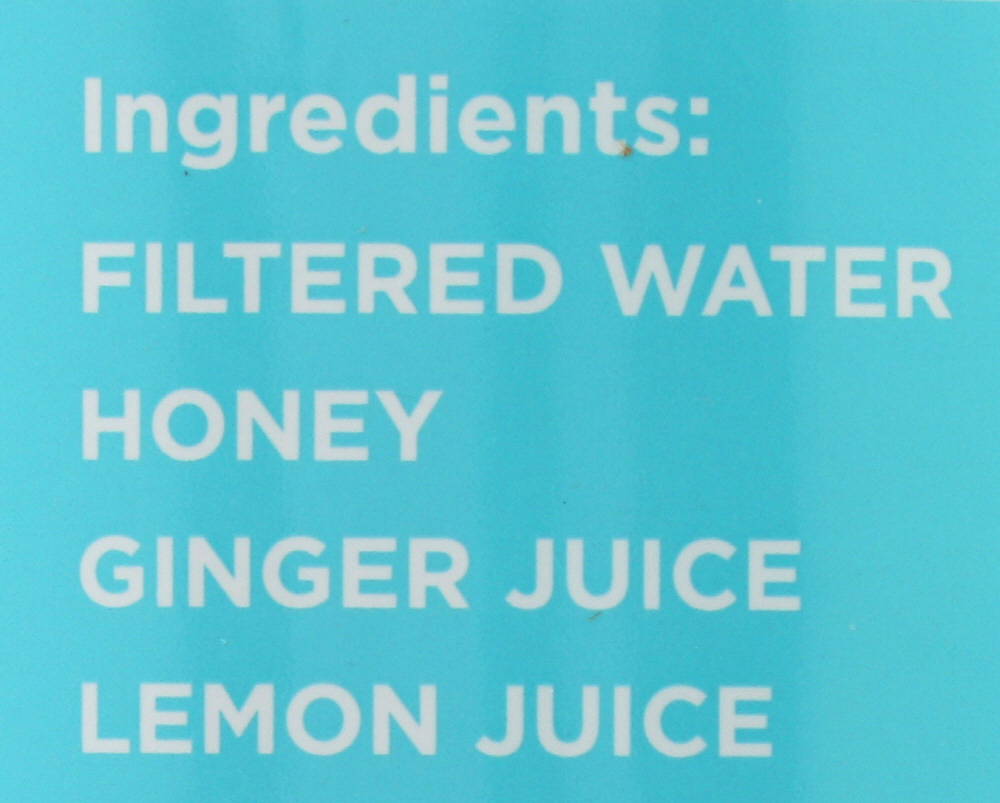 Ingredients:
FILTERED WATER
HONEY
GINGER JUICE
LEMON JUICE